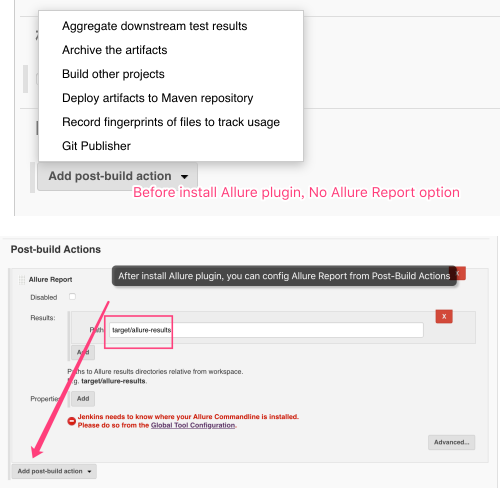 Aggregate downstream test results
Archive the artifacts
Build other projects
Deploy artifacts to Maven repository
Record fingerprints of files to track usage
Git Publisher
Add post-build action
Before install Allure plugin, No Allure Report option
Post-build Actions
Allure Report
After install Allure plugin, you can config Allure Report from Post-Build Actions
Disabled
X
Results:
Path
target/allure-results
Add
Paths to Allure results directories relative from workspace.
E.g. target/allure-results.
Properties
Add
Jenkins needs to know where your Allure Commandline is installed.
Please do so from the Global Tool Configuration.
Advanced...
Add post-build action